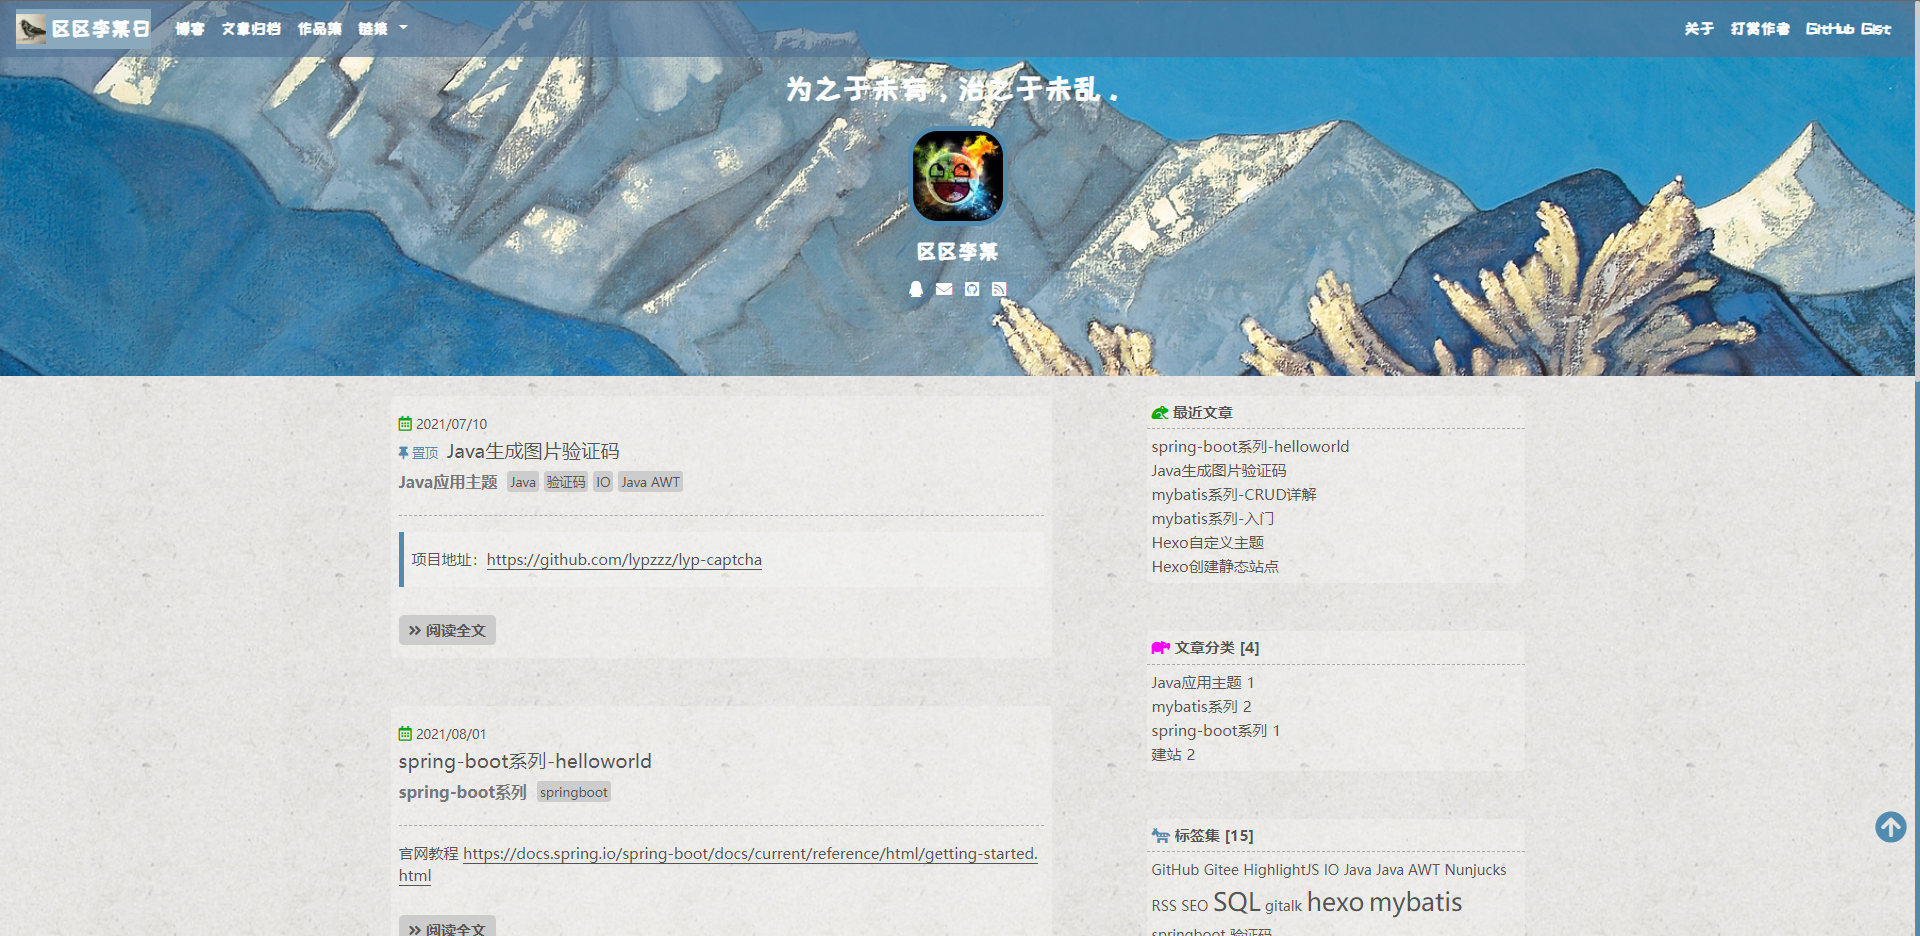 区区李某日
博客 文章归档 作品集 链接
关于 打赏作者 GitHub Gist
为之于未有，治之于未乱。
区区李某
2021/07/10
置顶 Java生成图片验证码
Java应用主题 Java 验证码 IO Java AWT
项目地址：https://github.com/lypzzz/lyp-captcha
阅读全文
2021/08/01
spring-boot系列-helloworld
spring-boot系列 springboot
官网教程 https://docs.spring.io/spring-boot/docs/current/reference/html/getting-started.
html
阅读全文
最近文章
spring-boot系列-helloworld
Java生成图片验证码
mybatis系列-CRUD详解
mybatis系列-入门
Hexo自定义主题
Hexo创建静态站点
文章分类 [4]
Java应用主题 1
mybatis系列 2
spring-boot系列 1
建站 2
标签集 [15]
GitHub Gitee HighlightJS IO Java Java AWT Nunjucks
RSS SEO SQL gitalk hexo mybatis
springboot 验证码